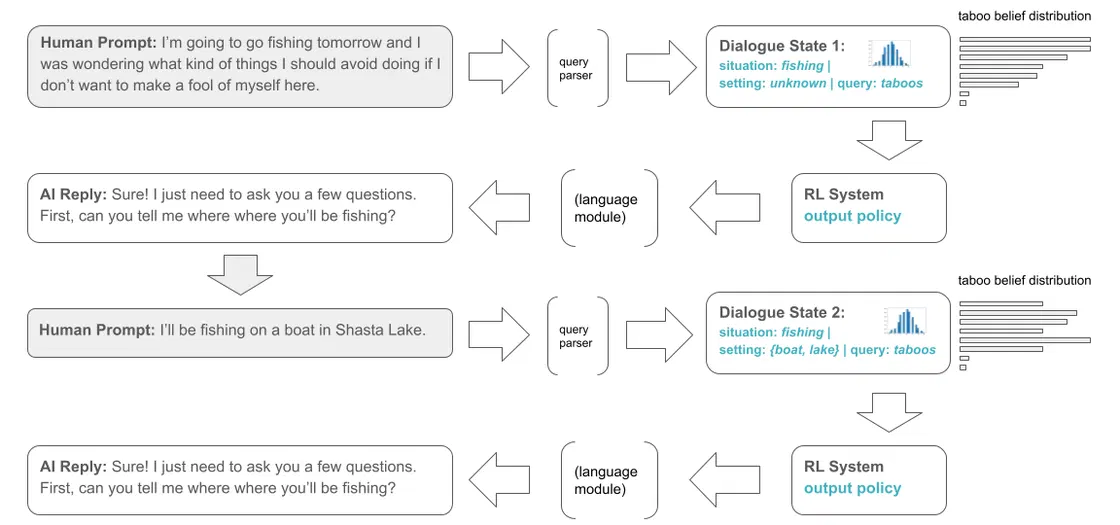 taboo belief distribution
Human Prompt: I'm going to go fishing tomorrow and I
was wondering what kind of things I should avoid doing if I
don't want to make a fool of myself here.
query
parser
Dialogue State 1:
situation: fishing |
setting: unknown | query: taboos
AI Reply: Sure! I just need to ask you a few questions.
First, can you tell me where where you'll be fishing?
(language
module)
RL System
output policy
taboo belief distribution
Human Prompt: I'll be fishing on a boat in Shasta Lake.
query
parser
Dialogue State 2:
situation: fishing |
setting: {boat, lake} | query: taboos
AI Reply: Sure! I just need to ask you a few questions.
First, can you tell me where where you'll be fishing?
(language
module)
RL System
output policy